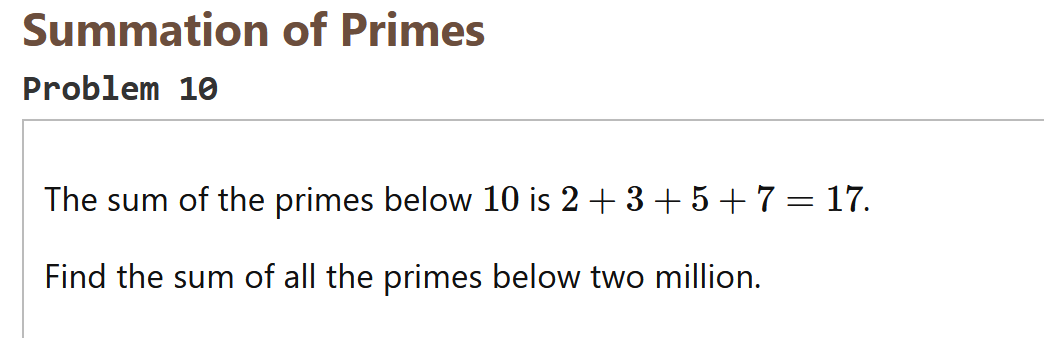 Summation of Primes
Problem 10
The sum of the primes below 10 is 2 + 3 + 5 + 7 = 17.
Find the sum of all the primes below two million.